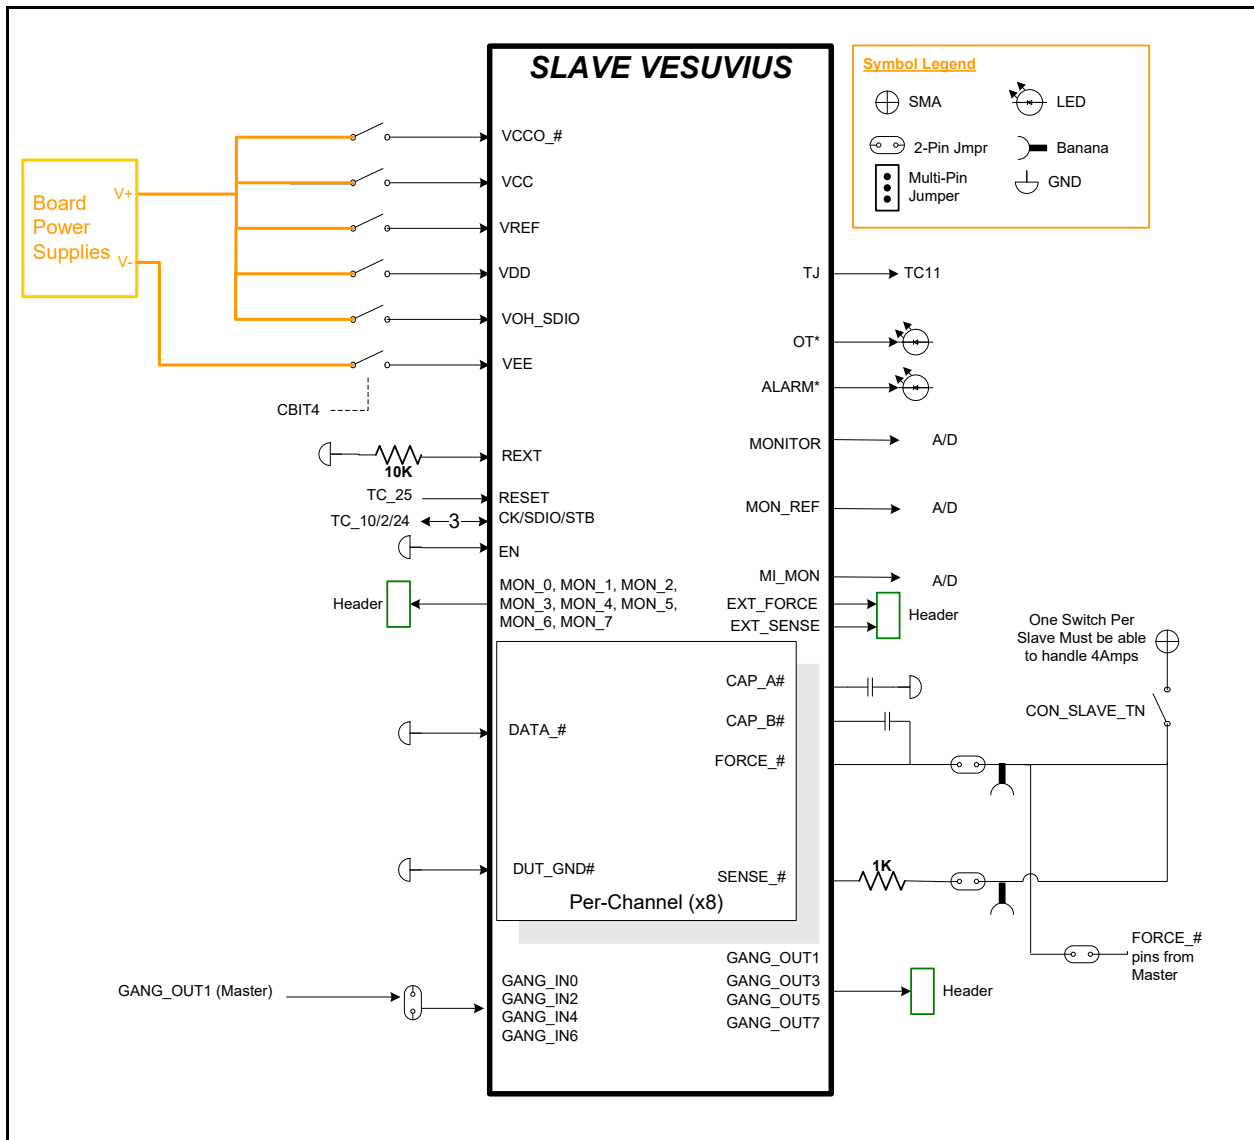 SLAVE VESUVIUS
Symbol Legend
SMA
LED
2-Pin Jmpr
Banana
Multi-Pin
Jumper
GND
Board
Power
Supplies
V+
V-
VCCO_#
VCC
VREF
VDD
VOH_SDIO
VEE
CBIT4
REXT
10K
TC_25
RESET
TC_10/2/24
3
CK/SDIO/STB
EN
Header
MON_0, MON_1, MON_2,
MON_3, MON_4, MON_5,
MON_6, MON_7
TJ
TC11
OT*
ALARM*
MONITOR
A/D
MON_REF
A/D
MI_MON
A/D
EXT_FORCE
EXT_SENSE
Header
One Switch Per
Slave Must be able
to handle 4Amps
CON_SLAVE_TN
CAP_A#
CAP_B#
FORCE_#
DATA_#
DUT_GND#
SENSE_#
1K
Per-Channel (x8)
FORCE_#
pins from
Master
GANG_OUT1 (Master)
GANG_IN0
GANG_IN2
GANG_IN4
GANG_IN6
GANG_OUT1
GANG_OUT3
GANG_OUT5
GANG_OUT7
Header